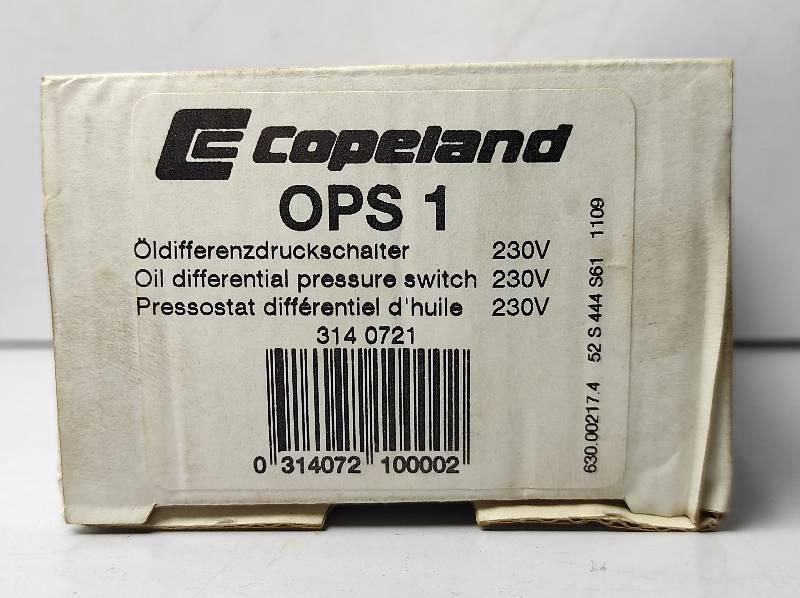 Copeland
OPS 1
Öldifferenzdruckschalter 230V
Oil differential pressure switch 230V
Pressostat différentiel d'huile 230V
314 0721
0 314072 100002
630.00217.4 52 S 444 S61 1109